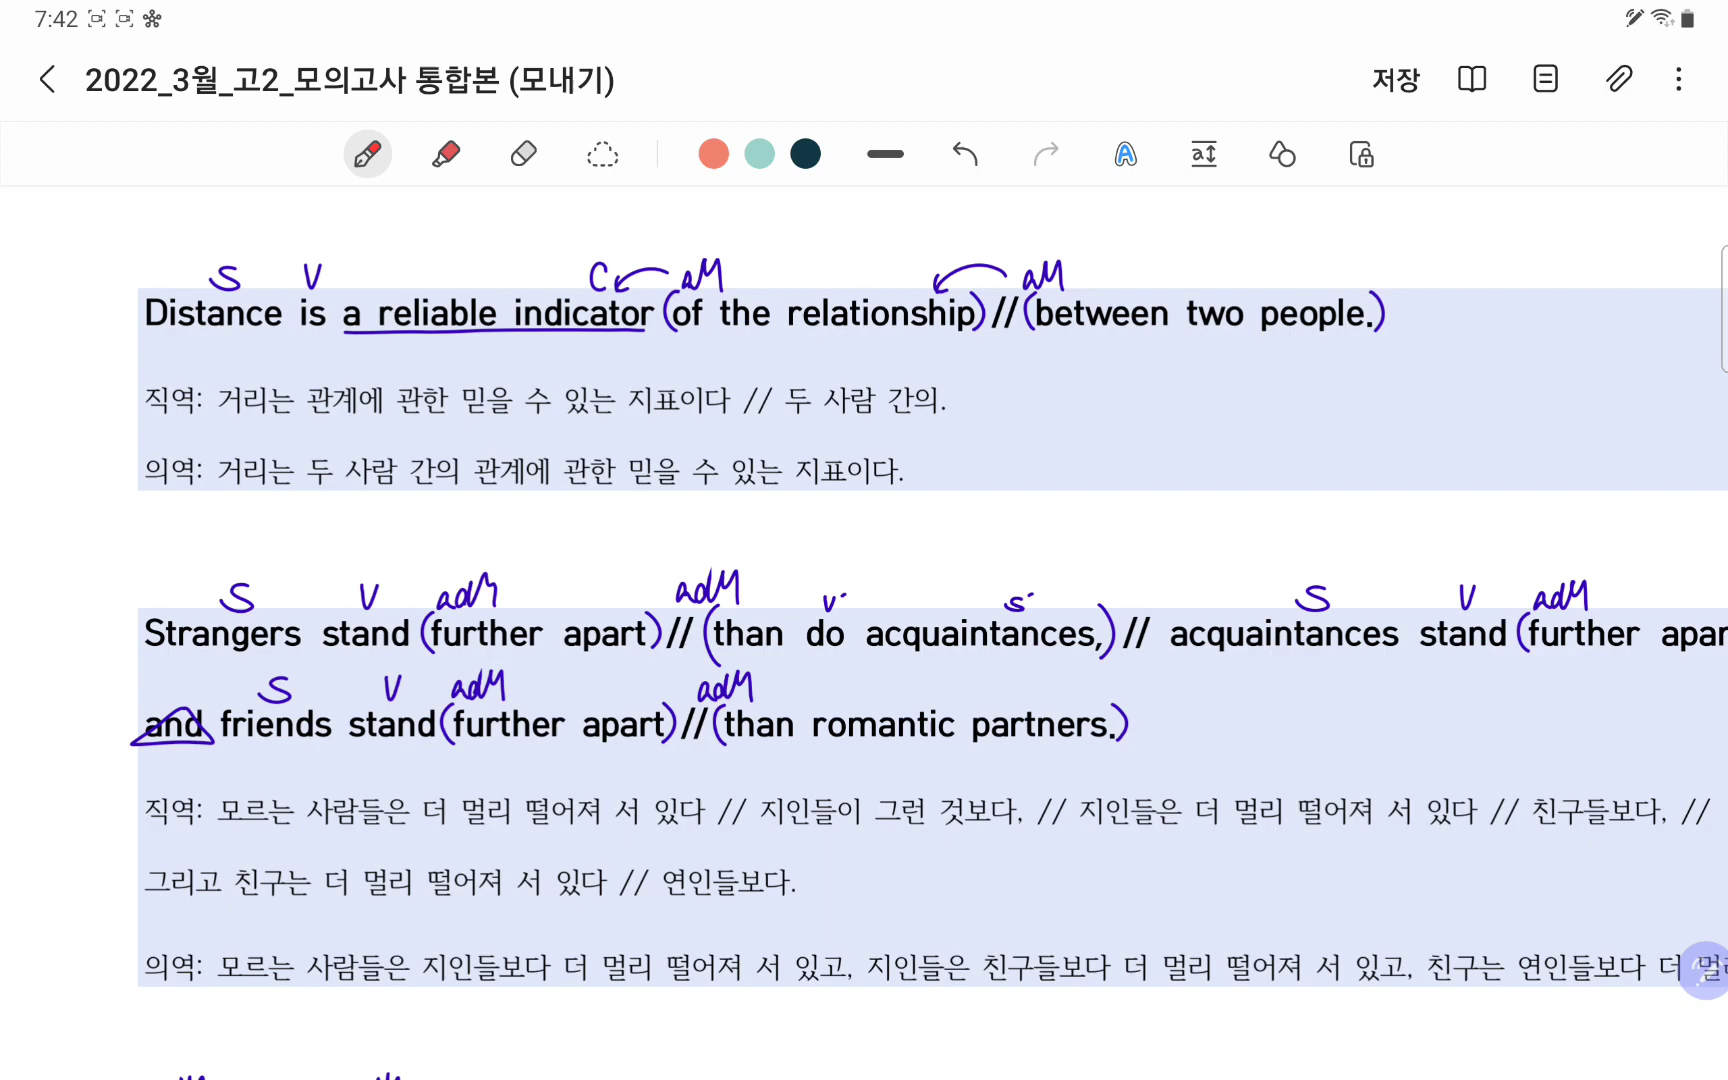 7:42
2022_3월_고2_모의고사 통합본 (모내기)
저장
A
a
S V C aM aM
Distance is a reliable indicator (of the relationship) // (between two people.)
직역: 거리는 관계에 관한 믿을 수 있는 지표이다 // 두 사람 간의.
의역: 거리는 두 사람 간의 관계에 관한 믿을 수 있는 지표이다.
S V adM adM v' s' S V adM
Strangers stand (further apart) // (than do acquaintances,) // acquaintances stand (further apar
S V adM adM
and friends stand (further apart) // (than romantic partners.)
직역: 모르는 사람들은 더 멀리 떨어져 서 있다 // 지인들이 그런 것보다, // 지인들은 더 멀리 떨어져 서 있다 // 친구들보다, //
그리고 친구는 더 멀리 떨어져 서 있다 // 연인들보다.
의역: 모르는 사람들은 지인들보다 더 멀리 떨어져 서 있고, 지인들은 친구들보다 더 멀리 떨어져 서 있고, 친구는 연인들보다 더